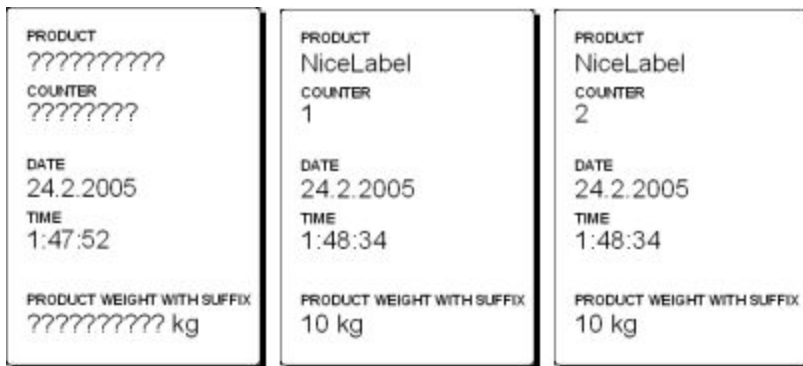 PRODUCT
??????????
COUNTER
????????
DATE
24.2.2005
TIME
1:47:52
PRODUCT WEIGHT WITH SUFFIX
?????????? kg
PRODUCT
NiceLabel
COUNTER
1
DATE
24.2.2005
TIME
1:48:34
PRODUCT WEIGHT WITH SUFFIX
10 kg
PRODUCT
NiceLabel
COUNTER
2
DATE
24.2.2005
TIME
1:48:34
PRODUCT WEIGHT WITH SUFFIX
10 kg